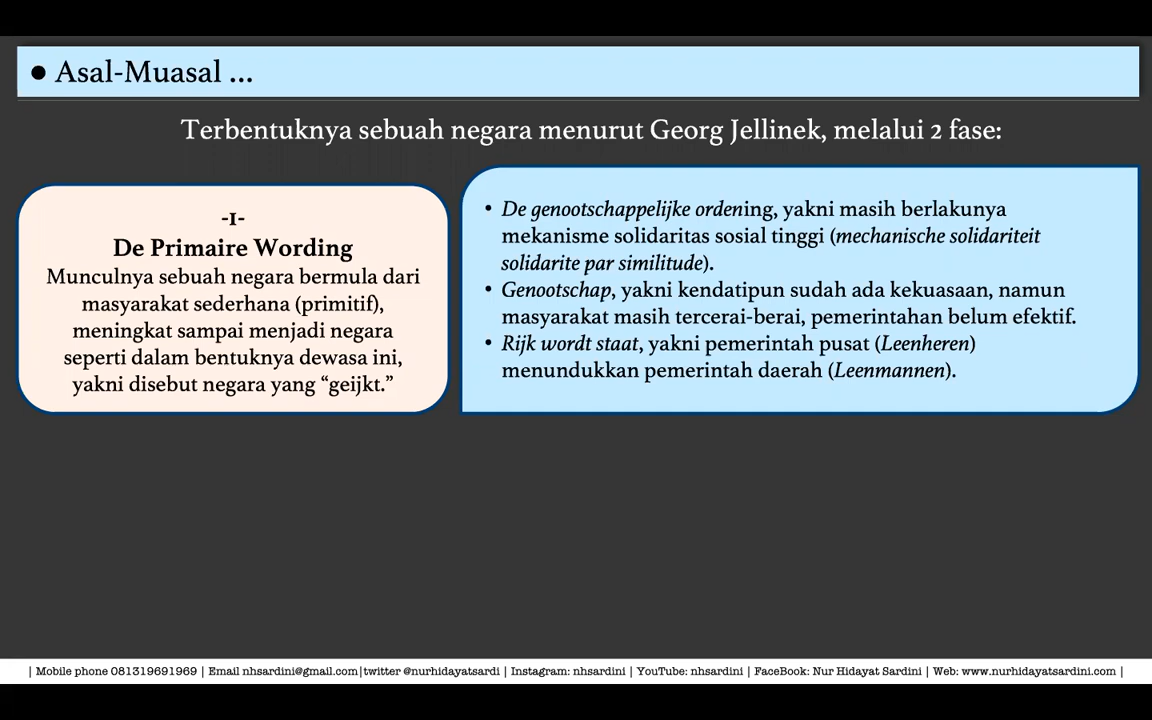 ● Asal-Muasal ...
Terbentuknya sebuah negara menurut Georg Jellinek, melalui 2 fase:
-1-
De Primaire Wording
Munculnya sebuah negara bermula dari
masyarakat sederhana (primitif),
meningkat sampai menjadi negara
seperti dalam bentuknya dewasa ini,
yakni disebut negara yang “geijkt.”
• De genootschappelijke ordening, yakni masih berlakunya
mekanisme solidaritas sosial tinggi (mechanische solidariteit
solidarite par similitude).
• Genootschap, yakni kendatipun sudah ada kekuasaan, namun
masyarakat masih tercerai-berai, pemerintahan belum efektif.
• Rijk wordt staat, yakni pemerintah pusat (Leenheren)
menundukkan pemerintah daerah (Leenmannen).
| Mobile phone 081319691969 | Email nhsardini@gmail.com|twitter @nurhidayatsardi | Instagram: nhsardini | YouTube: nhsardini | FaceBook: Nur Hidayat Sardini | Web: www.nurhidayatsardini.com |